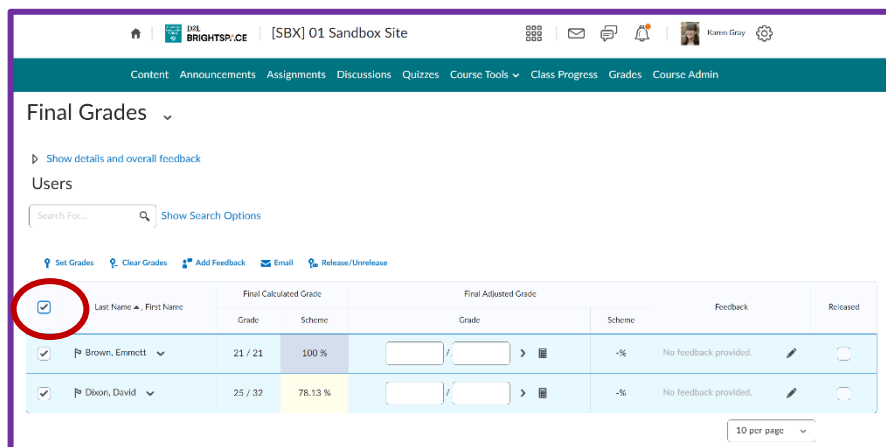 D2L
BRIGHTSPACE
[SBX] 01 Sandbox Site
Karen Gray
Content Announcements Assignments Discussions Quizzes Course Tools Class Progress Grades Course Admin
Final Grades
Show details and overall feedback
Users
Search For... Show Search Options
Set Grades Clear Grades Add Feedback Email Release/Unrelease
Last Name, First Name Final Calculated Grade Final Adjusted Grade Feedback Released
Grade Scheme Grade Scheme
Brown, Emmett 21 / 21 100 % / -% No feedback provided.
Dixon, David 25 / 32 78.13 % / -% No feedback provided.
10 per page